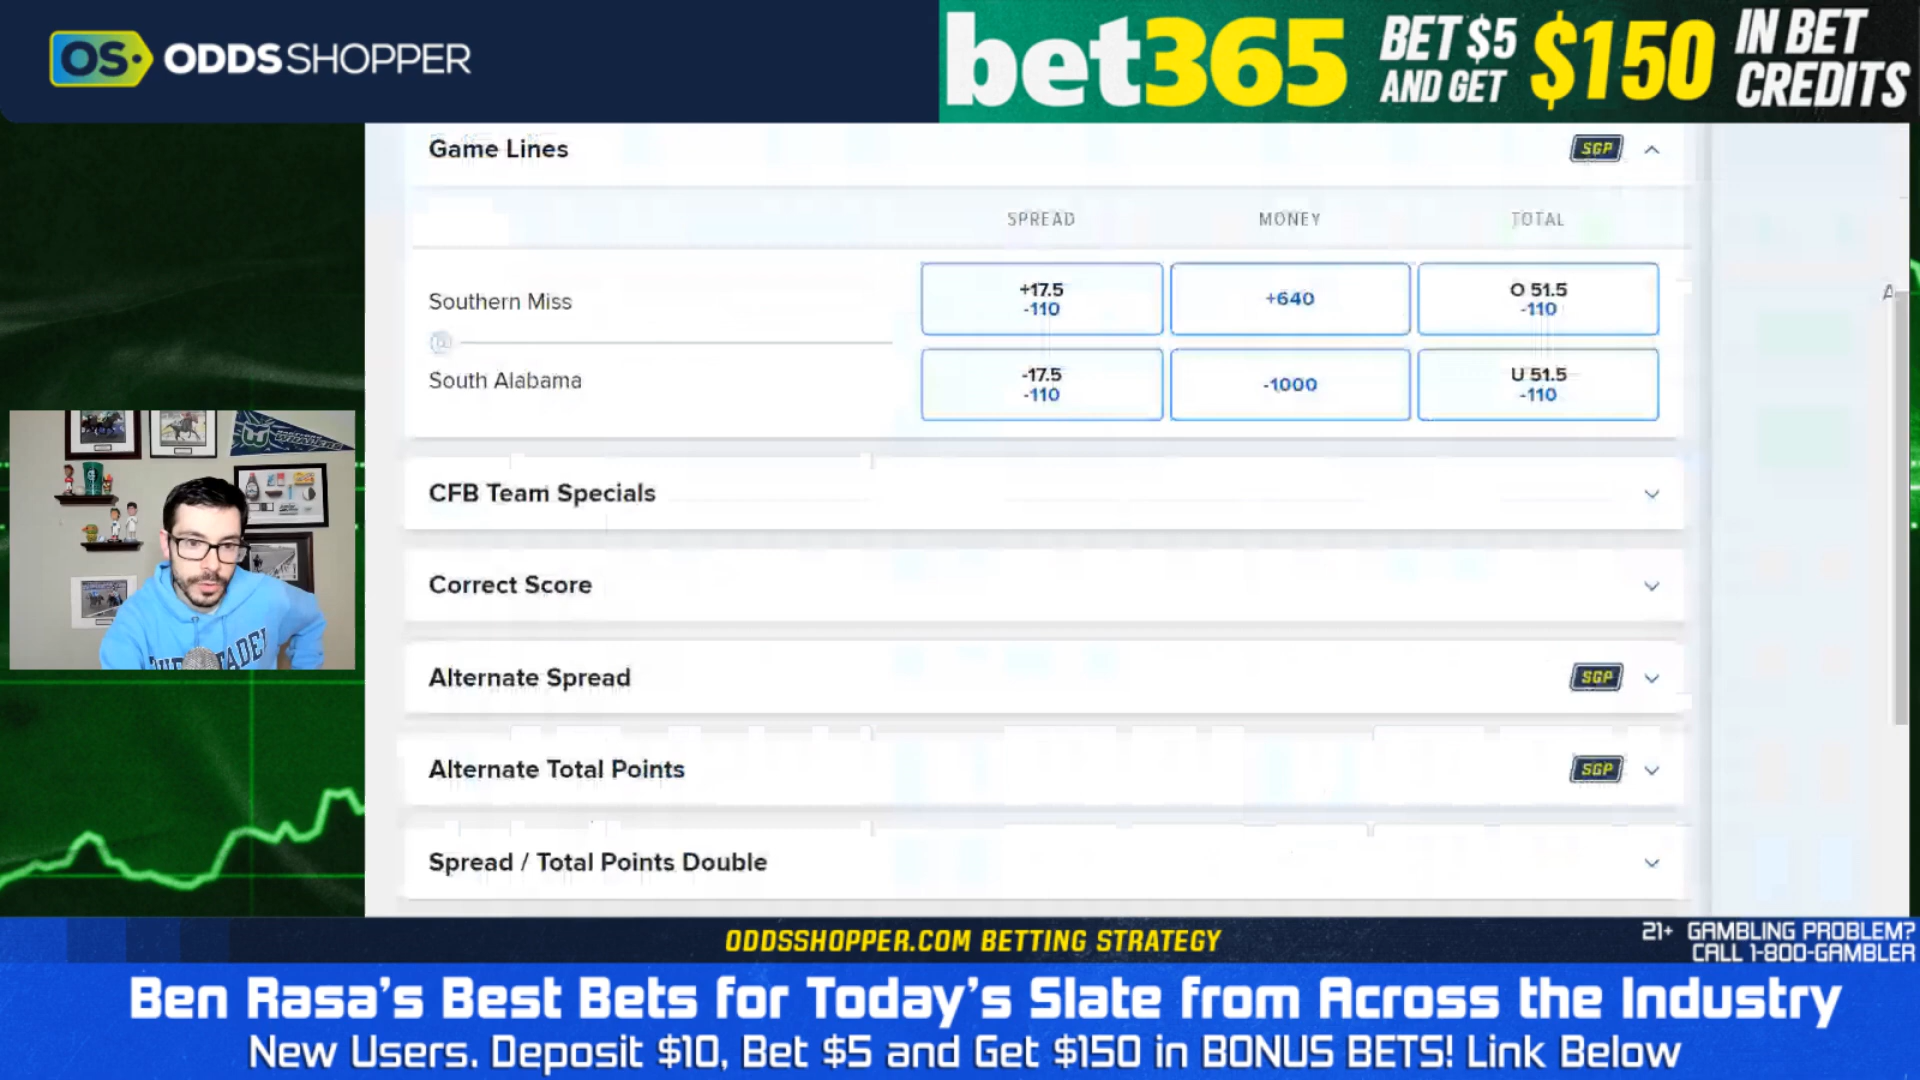 OS ODDSSHOPPER
bet365 BET $5 AND GET $150 IN BET CREDITS
Game Lines SGP
SPREAD MONEY TOTAL
Southern Miss +17.5 -110 +640 O 51.5 -110
@
South Alabama -17.5 -110 -1000 U 51.5 -110
CFB Team Specials
Correct Score
Alternate Spread SGP
Alternate Total Points SGP
Spread / Total Points Double
ODDSSHOPPER.COM BETTING STRATEGY
21+ GAMBLING PROBLEM?
CALL 1-800-GAMBLER
Ben Rasa's Best Bets for Today's Slate from Across the Industry
New Users. Deposit $10, Bet $5 and Get $150 in BONUS BETS! Link Below